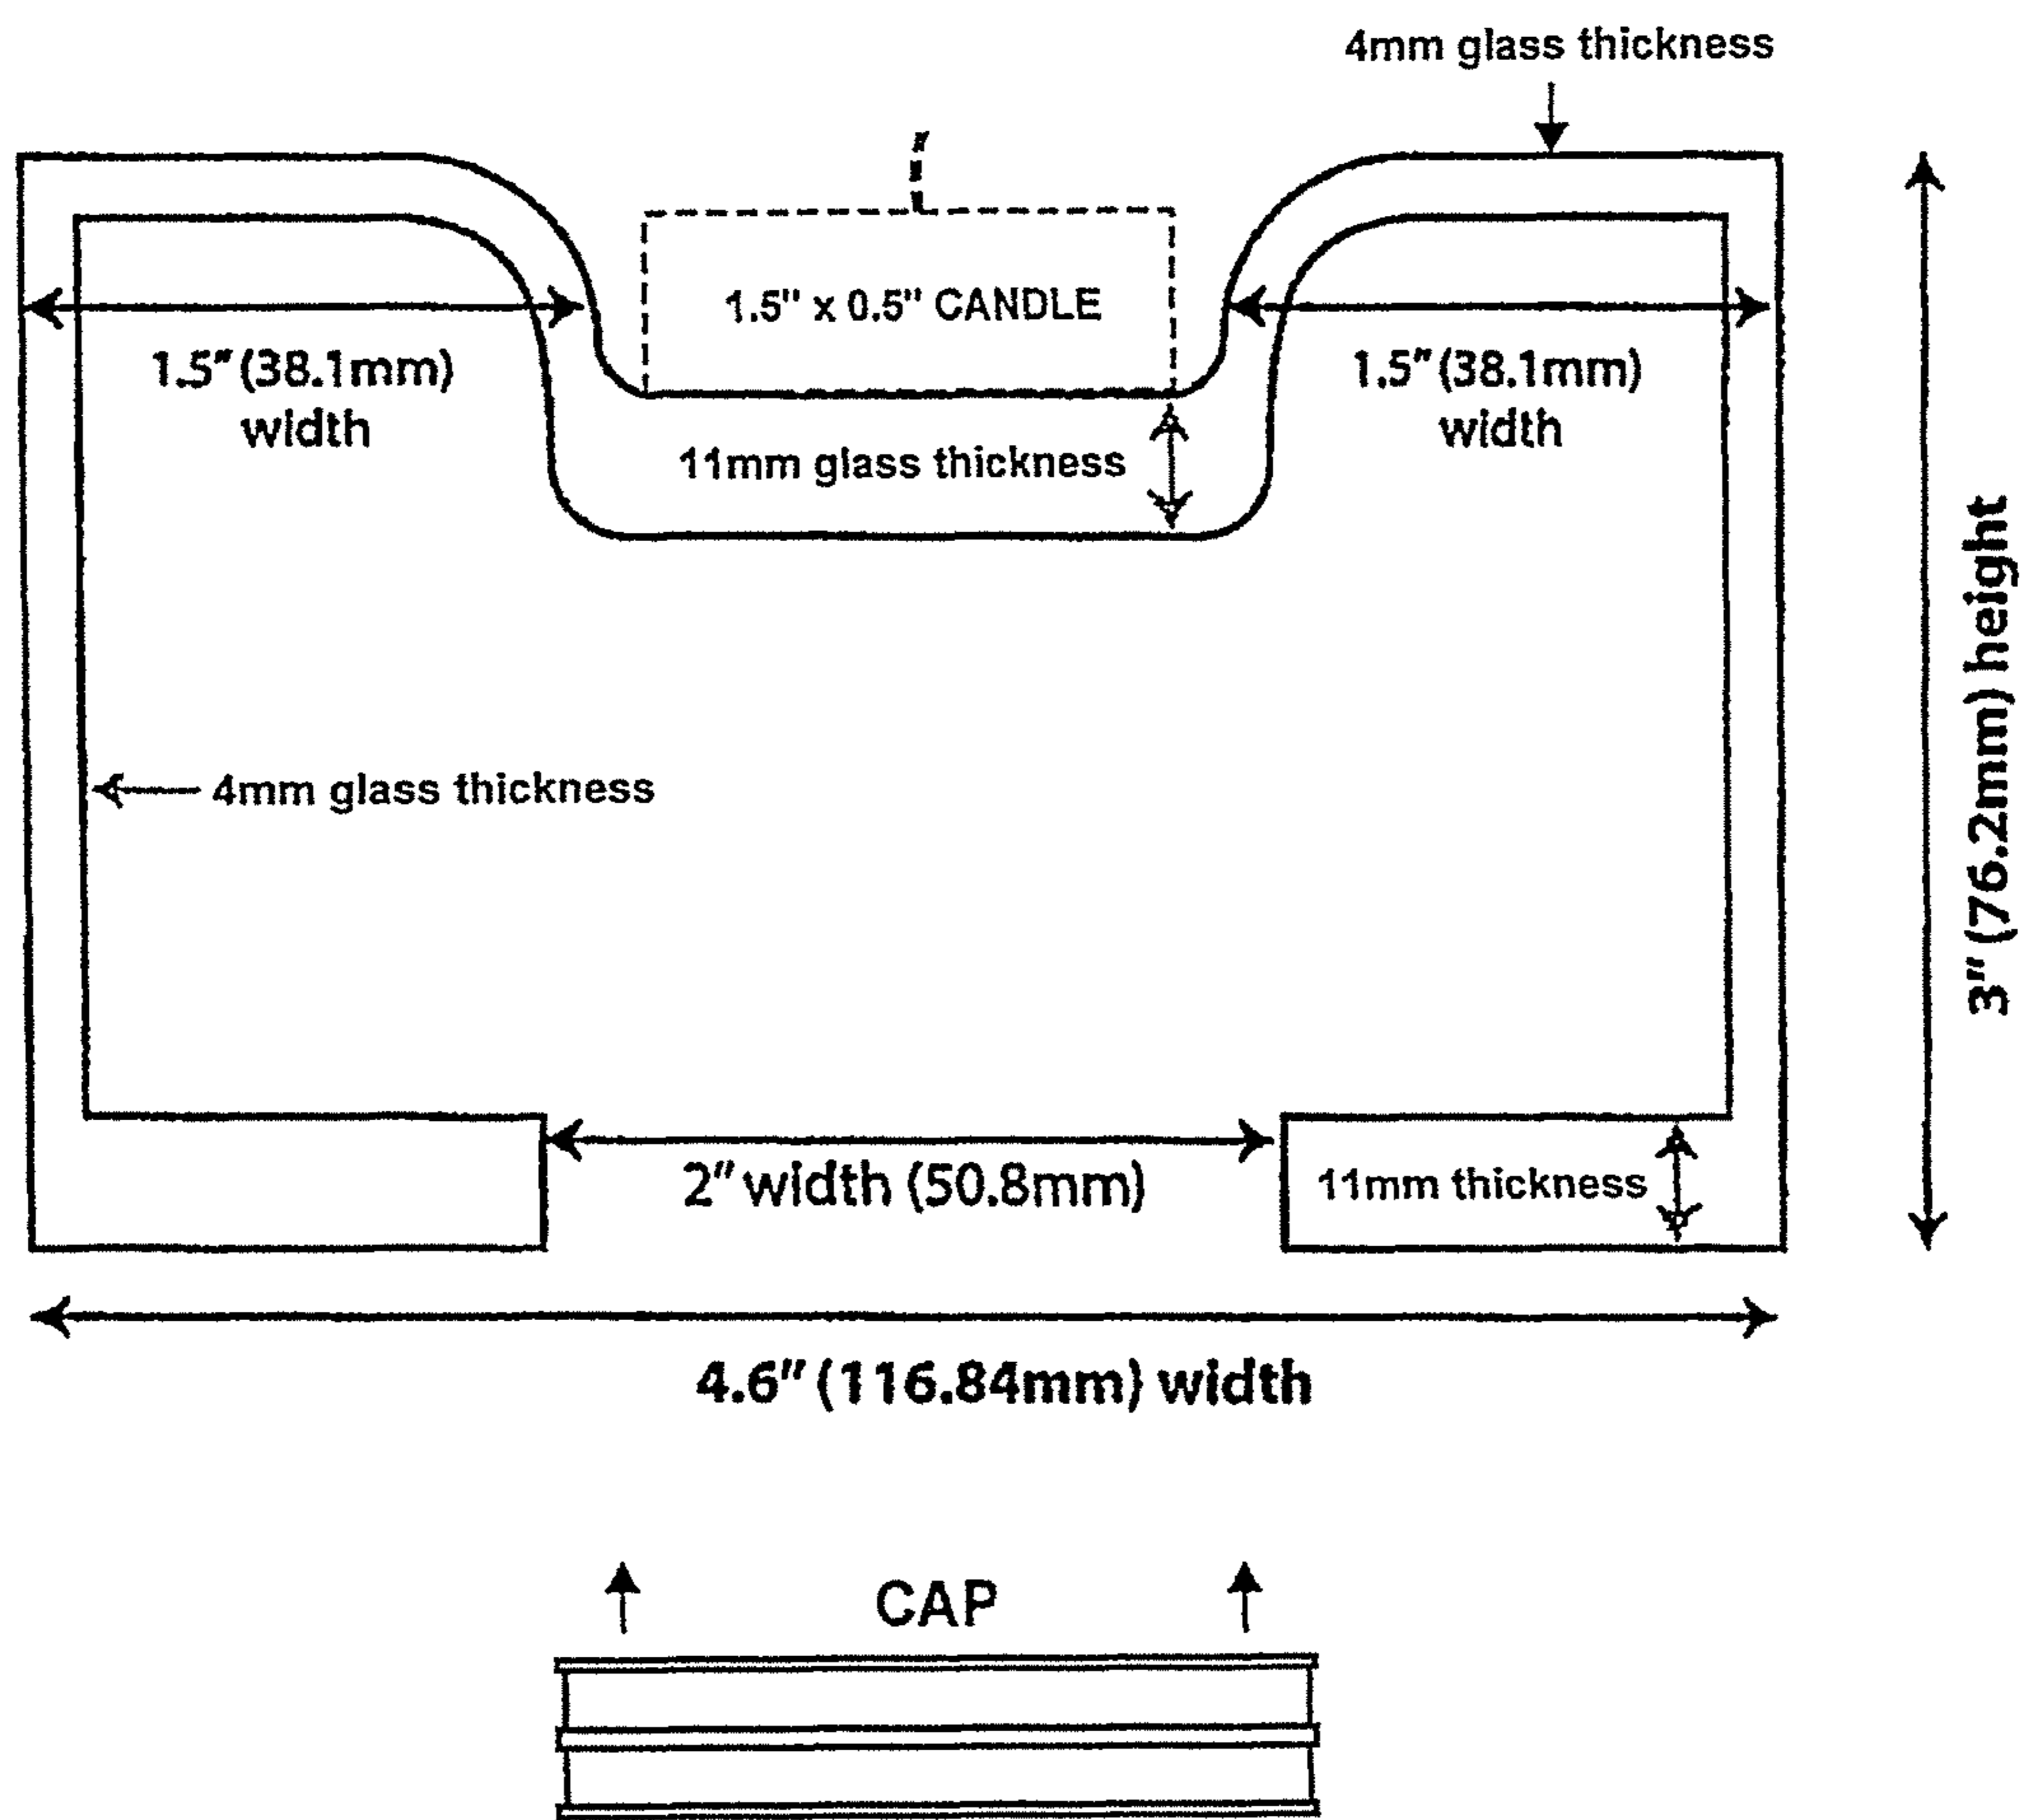 4mm glass thickness
1.5" x 0.5" CANDLE
1.5" (38.1mm)
width
1.5" (38.1mm)
width
11mm glass thickness
3" (76.2mm) height
4mm glass thickness
2" width (50.8mm)
11mm thickness
4.6" (116.84mm) width
CAP